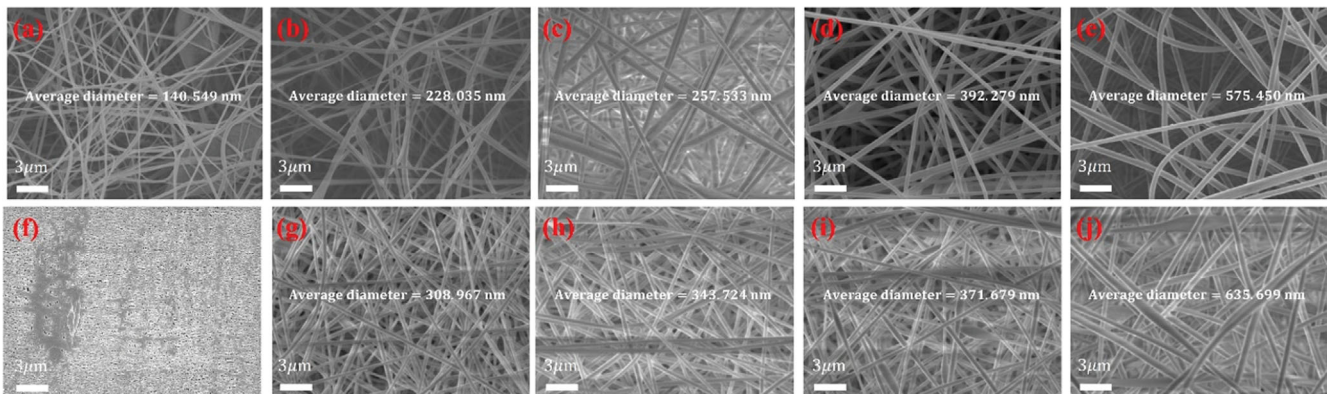 (a)
Average diameter = 140.549 nm
3μm
(b)
Average diameter = 228.035 nm
3μm
(c)
Average diameter = 257.533 nm
3μm
(d)
Average diameter = 392.279 nm
3μm
(e)
Average diameter = 575.450 nm
3μm
(f)
3μm
(g)
Average diameter = 308.967 nm
3μm
(h)
Average diameter = 343.724 nm
3μm
(i)
Average diameter = 371.679 nm
3μm
(j)
Average diameter = 635.699 nm
3μm